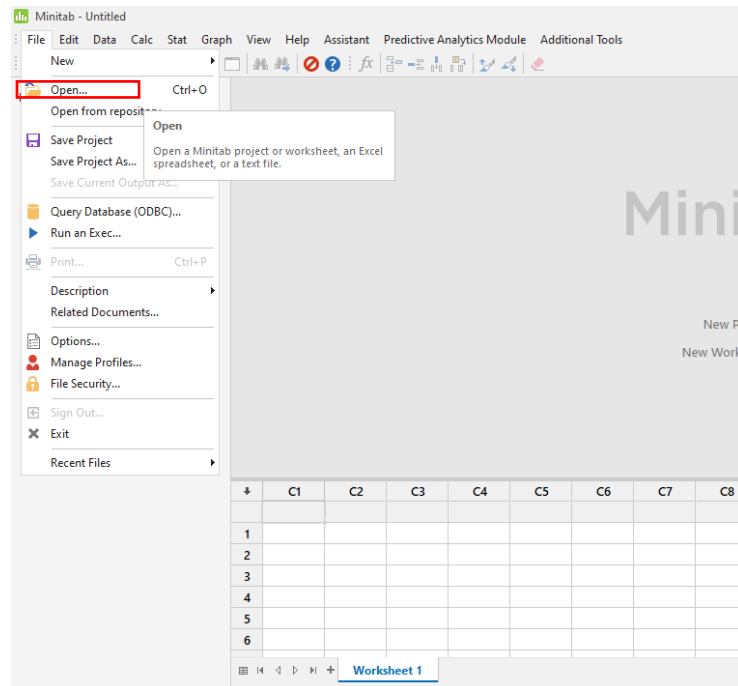 Minitab - Untitled
File Edit Data Calc Stat Graph View Help Assistant Predictive Analytics Module Additional Tools
New
fx
Open... Ctrl+O
Open from
Open
Open a Minitab project or worksheet, an Excel
spreadsheet, or a text file.
Save Project
Save Project As...
Save Current Output As...
Query Database (ODBC)...
Run an Exec...
Print... Ctrl+P
Description
Related Documents...
Options...
Manage Profiles...
File Security...
Sign Out...
Exit
Recent Files
Mini
New P
New Work
C1 C2 C3 C4 C5 C6 C7 C8
1
2
3
4
5
6
Worksheet 1